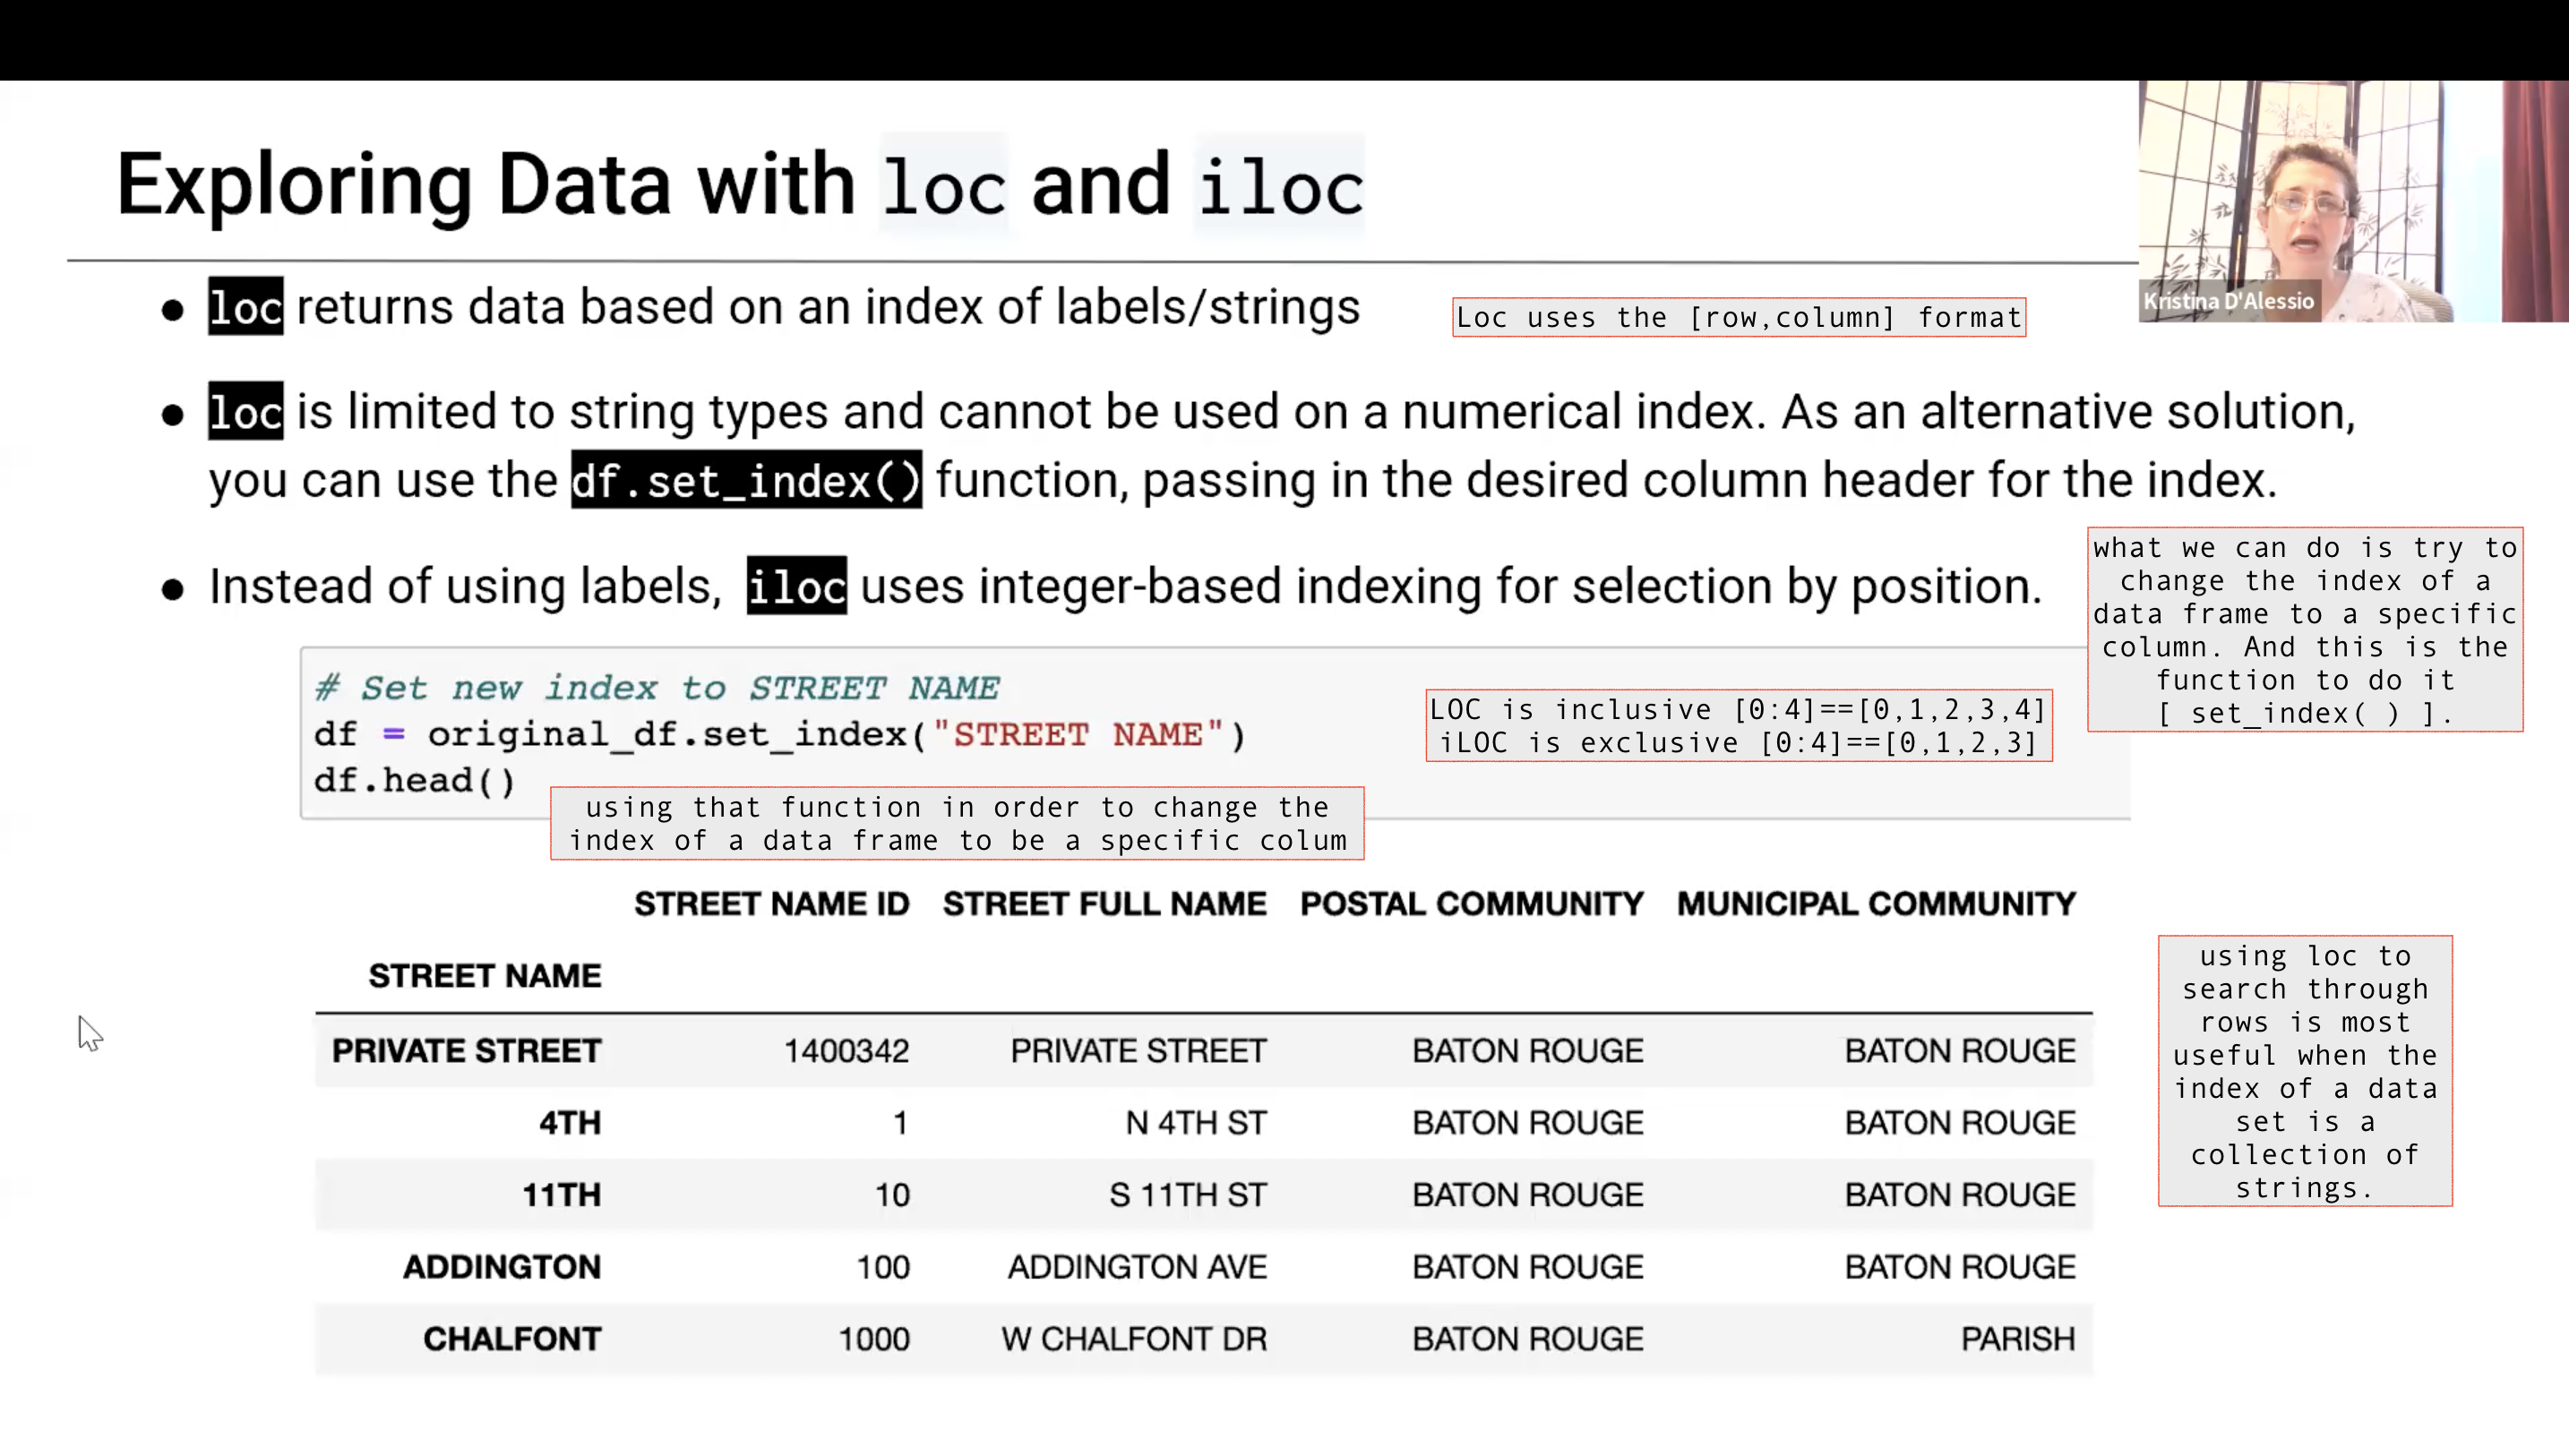 Exploring Data with loc and iloc
Kristina D'Alessio
● loc returns data based on an index of labels/strings
Loc uses the [row,column] format
● loc is limited to string types and cannot be used on a numerical index. As an alternative solution,
you can use the df.set_index() function, passing in the desired column header for the index.
● Instead of using labels, iloc uses integer-based indexing for selection by position.
what we can do is try to
change the index of a
data frame to a specific
column. And this is the
function to do it
[ set_index( ) ].
# Set new index to STREET NAME
df = original_df.set_index("STREET NAME")
df.head()
LOC is inclusive [0:4]==[0,1,2,3,4]
iLOC is exclusive [0:4]==[0,1,2,3]
using that function in order to change the
index of a data frame to be a specific colum
STREET NAME ID STREET FULL NAME POSTAL COMMUNITY MUNICIPAL COMMUNITY
STREET NAME
PRIVATE STREET 1400342 PRIVATE STREET BATON ROUGE BATON ROUGE
4TH 1 N 4TH ST BATON ROUGE BATON ROUGE
11TH 10 S 11TH ST BATON ROUGE BATON ROUGE
ADDINGTON 100 ADDINGTON AVE BATON ROUGE BATON ROUGE
CHALFONT 1000 W CHALFONT DR BATON ROUGE PARISH
using loc to
search through
rows is most
useful when the
index of a data
set is a
collection of
strings.